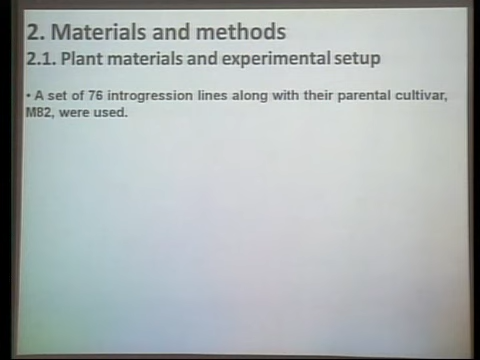 2. Materials and methods
2.1. Plant materials and experimental setup
• A set of 76 introgression lines along with their parental cultivar,
M82, were used.